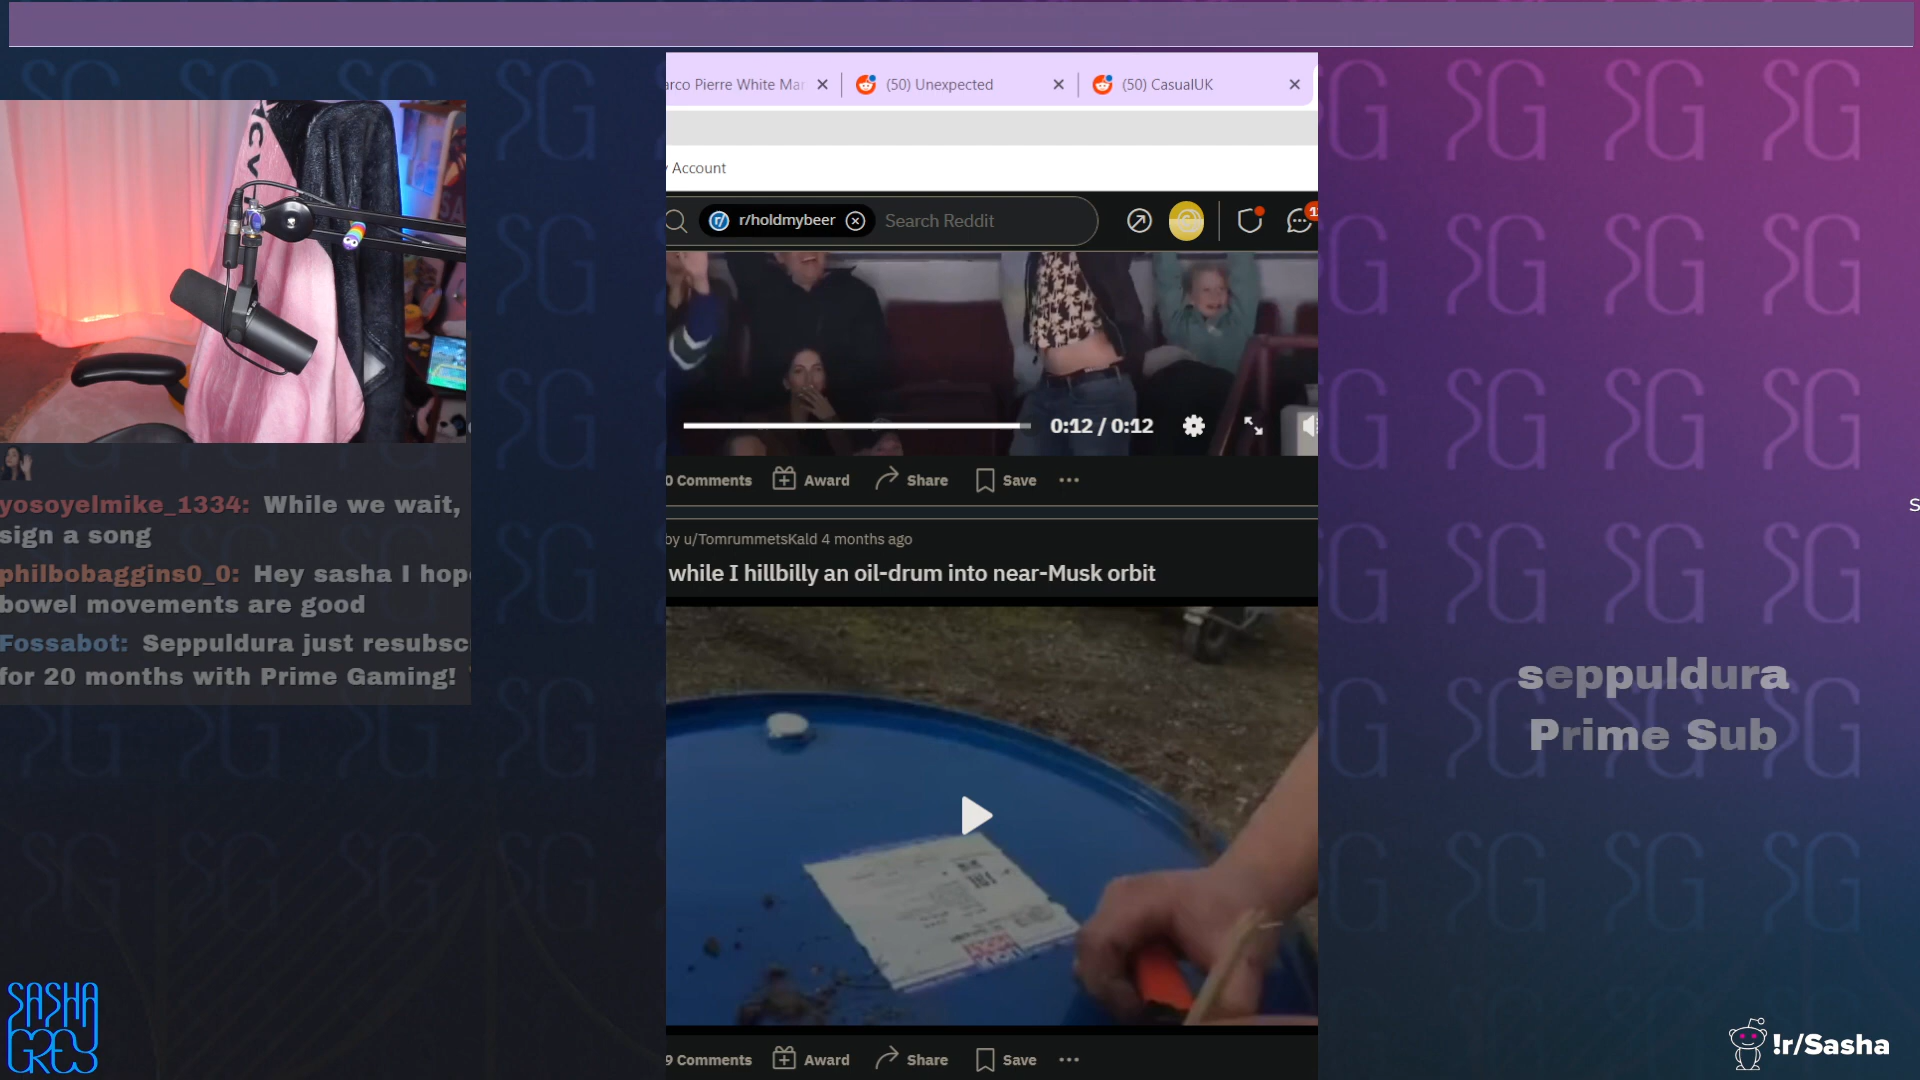 arco Pierre White Mar
(50) Unexpected
(50) CasualUK
Account
r/holdmybeer
Search Reddit
0:12 / 0:12
0 Comments
Award
Share
Save
by u/TomrummetsKald 4 months ago
while I hillbilly an oil-drum into near-Musk orbit
9 Comments
Award
Share
Save
yosoyelmike_1334: While we wait,
sign a song
philbobaggins0_0: Hey sasha I hop
bowel movements are good
Fossabot: Seppuldura just resubsc
for 20 months with Prime Gaming!
seppuldura
Prime Sub
SASHA
GREY
!r/Sasha
SG